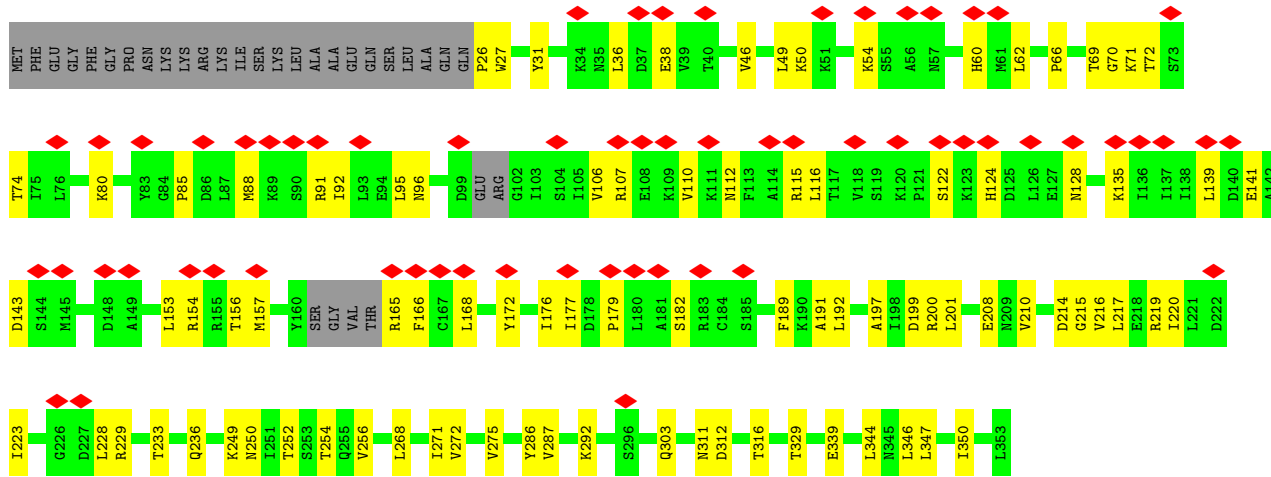 MET PHE GLU GLY PHE GLY PRO ASN LYS LYS ARG LYS ILE SER LYS LEU ALA ALA GLU GLN SER LEU ALA GLN GLN P26 W27 Y31 K34 N35 L36 D37 E38 V39 T40 V46 L49 K50 K51 K54 S55 A56 N57 H60 M61 L62 P66 T69 G70 K71 T72 S73
T74 I75 L76 K80 Y83 G84 P85 D86 L87 M88 K89 S90 R91 I92 L93 E94 L95 N96 D99 GLU ARG G102 I103 S104 I105 V106 R107 E108 K109 V110 K111 N112 F113 A114 R115 L116 T117 V118 S119 K120 P121 S122 K123 H124 D125 L126 E127 N128 K135 I136 I137 I138 L139 D140 E141 A142
D143 S144 M145 D148 A149 L153 R154 R155 T156 M157 Y160 SER GLY VAL THR R165 F166 C167 L168 Y172 I176 I177 D178 P179 L180 A181 S182 R183 C184 S185 F189 K190 A191 L192 A197 I198 D199 R200 L201 E208 N209 V210 D214 G215 V216 L217 E218 R219 I220 L221 D222
I223 G226 D227 L228 R229 T233 Q236 K249 N250 I251 T252 S253 T254 Q255 V256 L268 I271 V272 V275 Y286 V287 K292 S296 Q303 N311 D312 T316 T329 E339 L344 N345 L346 L347 I350 L353